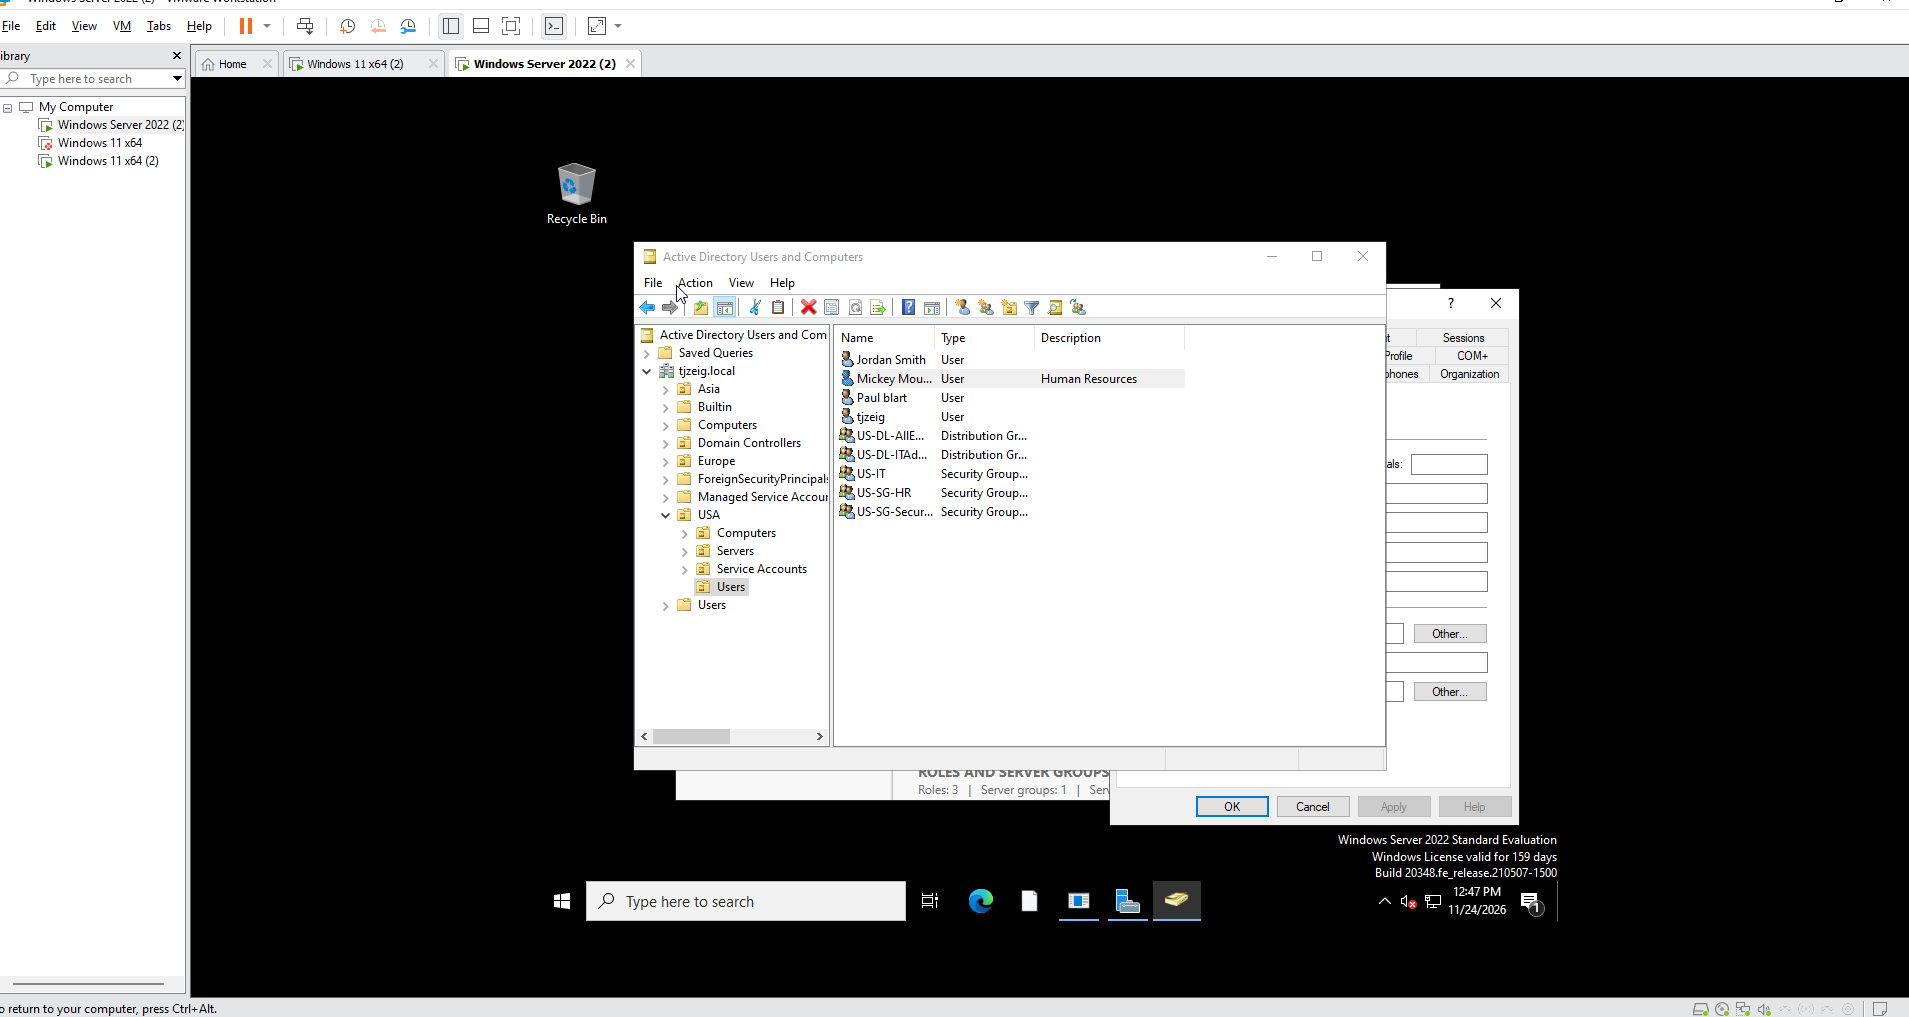 File Edit View VM Tabs Help
Home
Windows 11 x64 (2)
Windows Server 2022 (2)
Type here to search
My Computer
Windows Server 2022 (2)
Windows 11 x64
Windows 11 x64 (2)
Recycle Bin
Active Directory Users and Computers
File Action View Help
Active Directory Users and Com
Saved Queries
tjzeig.local
Asia
Builtin
Computers
Domain Controllers
Europe
ForeignSecurityPrincipals
Managed Service Accou
USA
Computers
Servers
Service Accounts
Users
Users
Name Type Description
Jordan Smith User
Mickey Mou... User Human Resources
Paul blart User
tjzeig User
US-DL-AllE... Distribution Gr...
US-DL-ITAd... Distribution Gr...
US-IT Security Group...
US-SG-HR Security Group...
US-SG-Secur... Security Group...
?
Sessions
Profile COM+
phones Organization
als:
Other...
Other...
OK Cancel Apply Help
ROLES AND SERVER GROUPS
Roles: 3 | Server groups: 1 | Serv
Windows Server 2022 Standard Evaluation
Windows License valid for 159 days
Build 20348.fe_release.210507-1500
Type here to search
12:47 PM
11/24/2026
1
o return to your computer, press Ctrl+Alt.